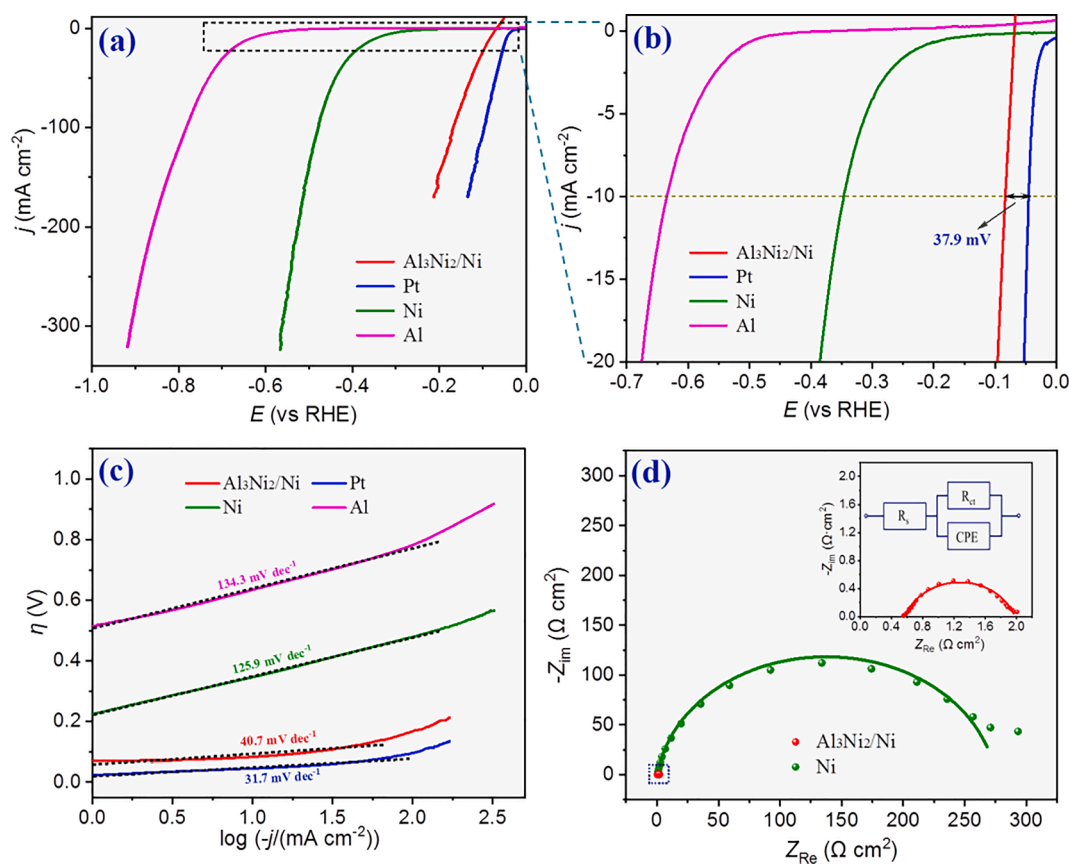 (a)
0
-100
-200
-300
j (mA cm⁻²)
Al₃Ni₂/Ni
Pt
Ni
Al
-1.0 -0.8 -0.6 -0.4 -0.2 0.0
E (vs RHE)
(b)
0
-5
-10
-15
-20
j (mA cm⁻²)
37.9 mV
Al₃Ni₂/Ni
Pt
Ni
Al
-0.7 -0.6 -0.5 -0.4 -0.3 -0.2 -0.1 0.0
E (vs RHE)
(c)
1.0
0.8
0.6
0.4
0.2
0.0
η (V)
Al₃Ni₂/Ni Pt
Ni Al
134.3 mV dec⁻¹
125.9 mV dec⁻¹
40.7 mV dec⁻¹
31.7 mV dec⁻¹
0.0 0.5 1.0 1.5 2.0 2.5
log (-j/(mA cm⁻²))
(d)
300
250
200
150
100
50
0
-Zim (Ω cm²)
2.0
1.6
1.2
0.8
0.4
0.0
-Zim (Ω·cm²)
Rct
Rs
CPE
0.0 0.4 0.8 1.2 1.6 2.0
ZRe (Ω cm²)
Al₃Ni₂/Ni
Ni
0 50 100 150 200 250 300
ZRe (Ω cm²)